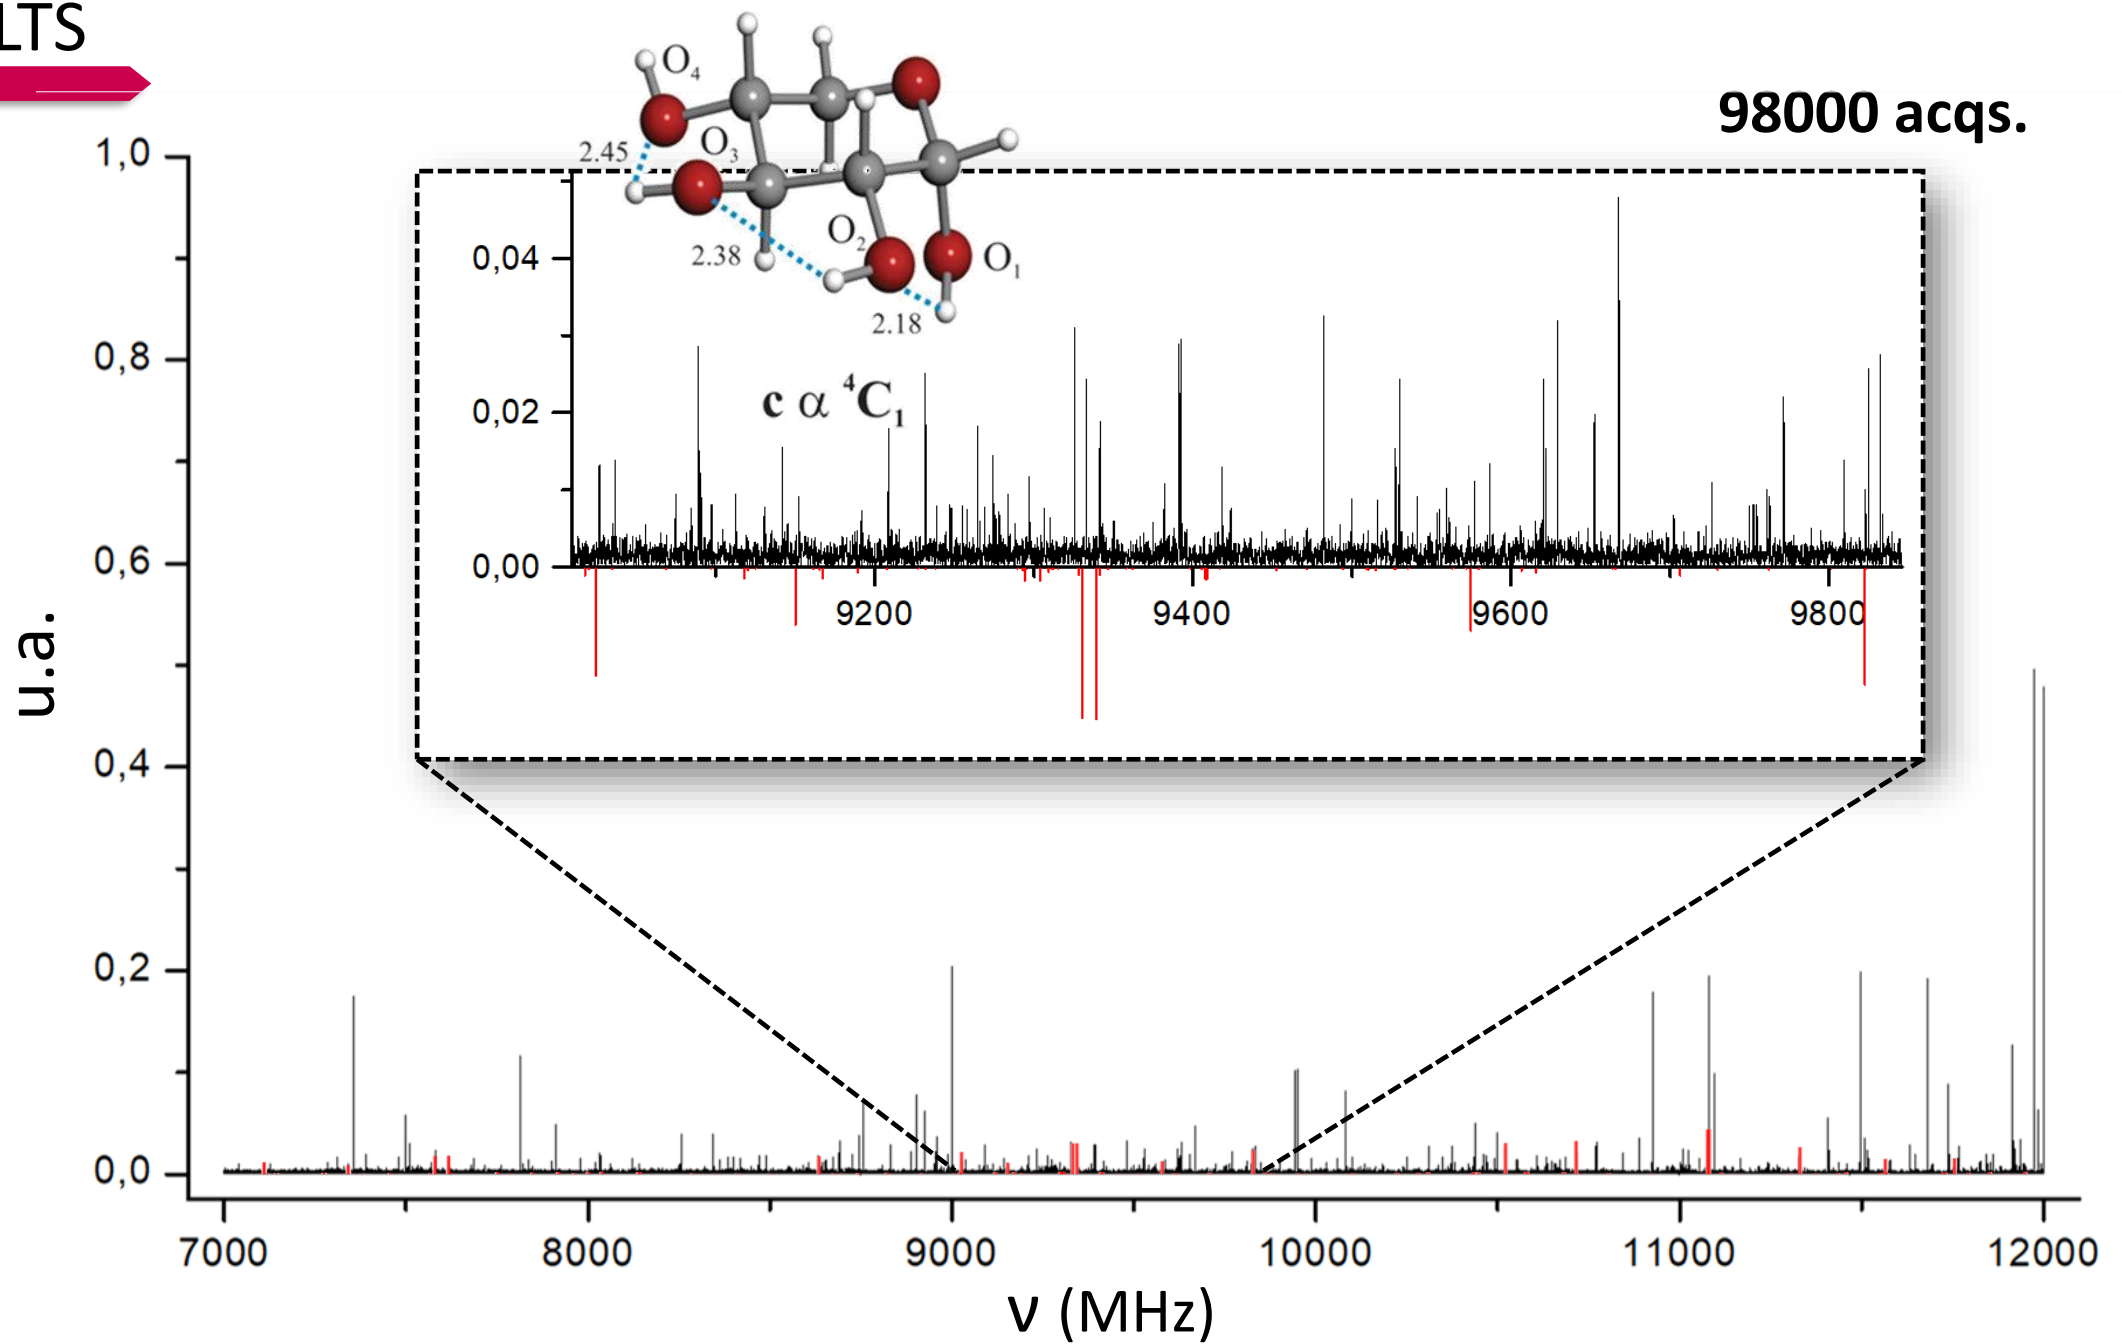 LTS
98000 acqs.
O4
O3
O2
O1
2.45
2.38
2.18
c α ⁴C₁
0,04
0,02
0,00
9200 9400 9600 9800
1,0
0,8
0,6
0,4
0,2
0,0
u.a.
7000 8000 9000 10000 11000 12000
ν (MHz)